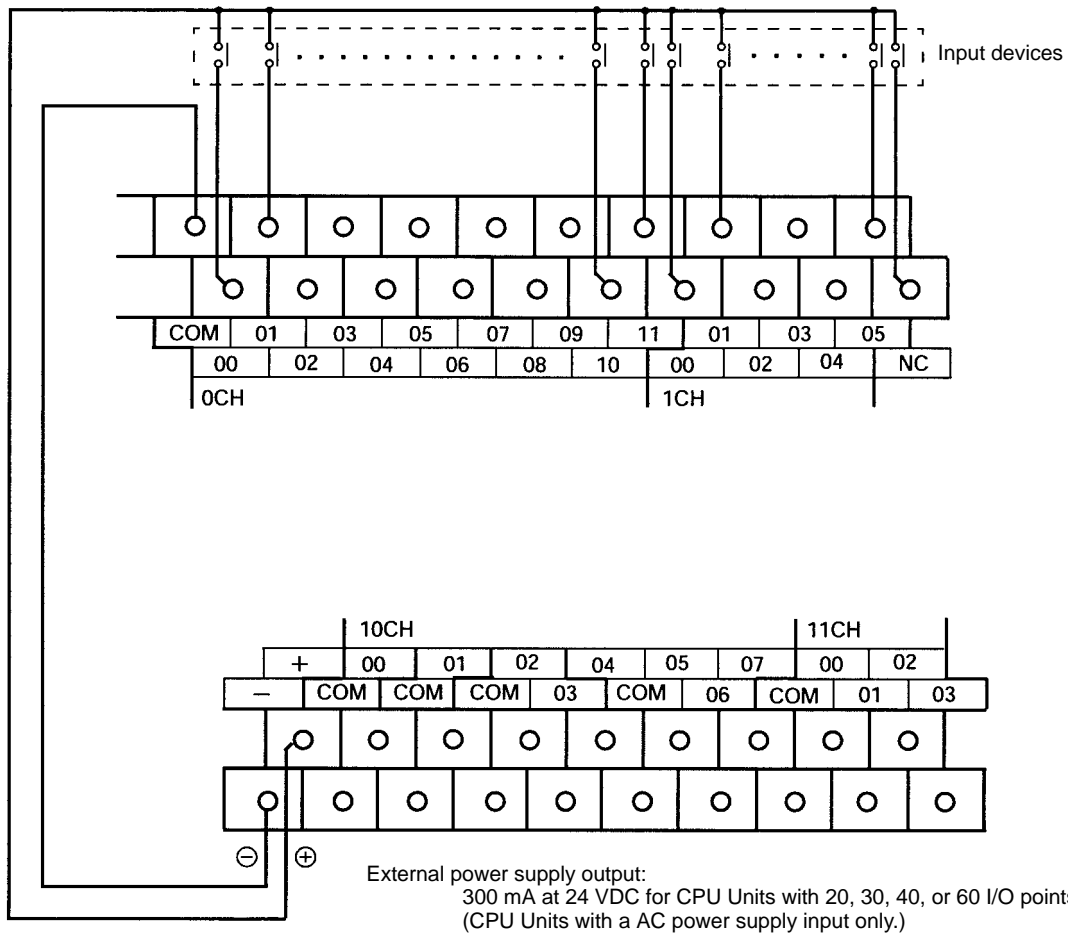 Input devices
COM 01 03 05 07 09 11 01 03 05
00 02 04 06 08 10 00 02 04 NC
0CH 1CH
10CH 11CH
+ 00 01 02 04 05 07 00 02
− COM COM COM 03 COM 06 COM 01 03
⊖ ⊕
External power supply output:
300 mA at 24 VDC for CPU Units with 20, 30, 40, or 60 I/O points
(CPU Units with a AC power supply input only.)